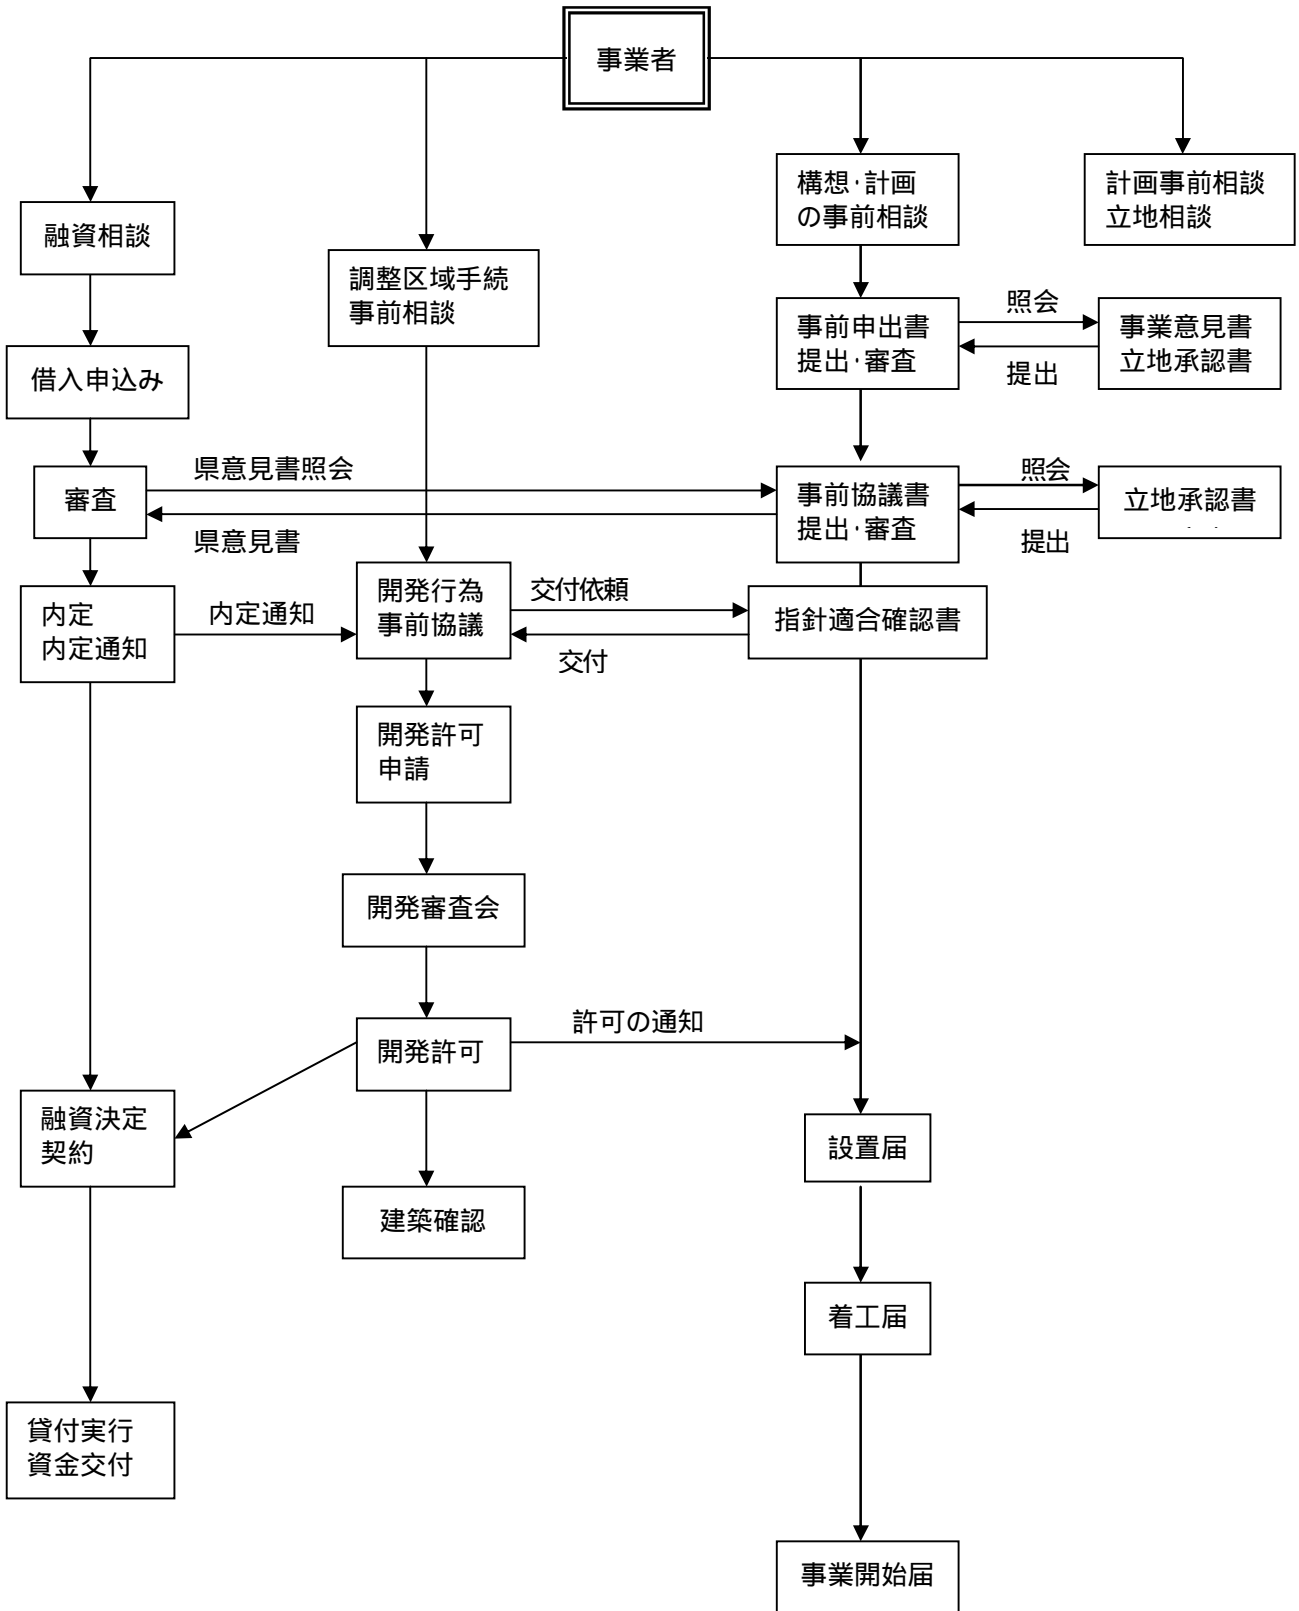 事業者
構想・計画
の事前相談
計画事前相談
立地相談
融資相談
調整区域手続
事前相談
事前申出書
提出・審査
照会
提出
事業意見書
立地承認書
借入申込み
審査
県意見書照会
県意見書
事前協議書
提出・審査
照会
提出
立地承認書
内定
内定通知
内定通知
開発行為
事前協議
交付依頼
交付
指針適合確認書
開発許可
申請
開発審査会
開発許可
許可の通知
融資決定
契約
設置届
建築確認
着工届
貸付実行
資金交付
事業開始届